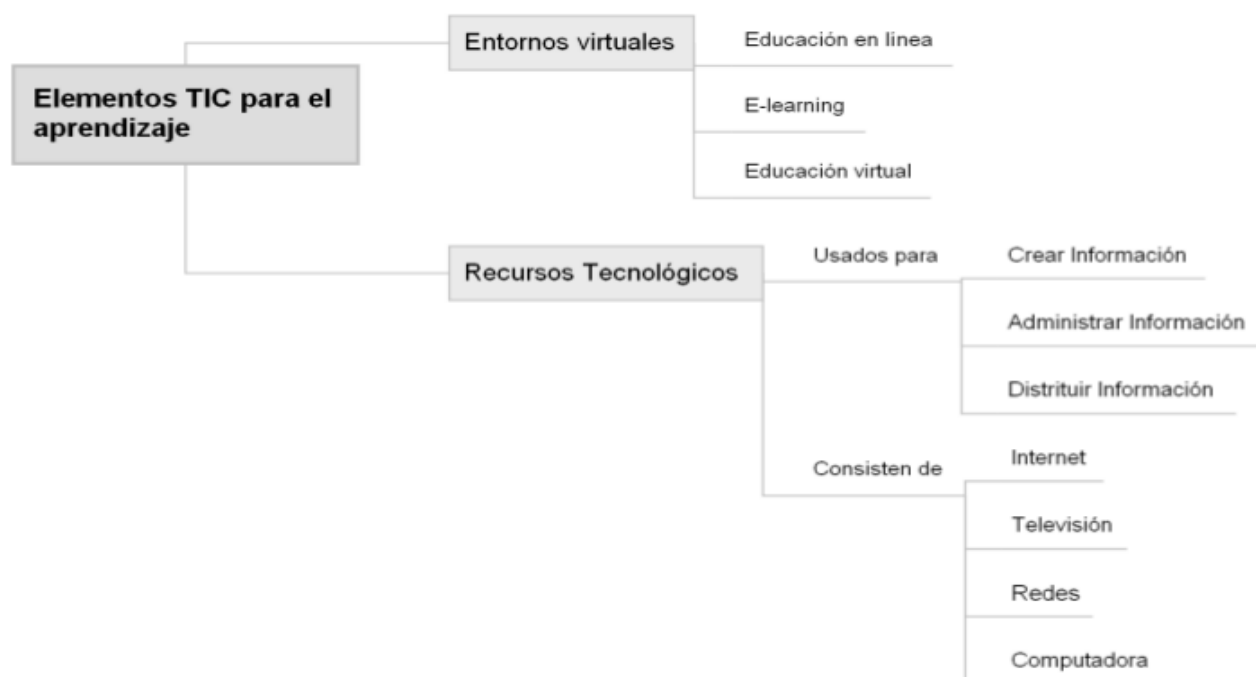 Elementos TIC para el
aprendizaje
Entornos virtuales
Educación en linea
E-learning
Educación virtual
Recursos Tecnológicos
Usados para
Crear Información
Administrar Información
Distrituir Información
Consisten de
Internet
Televisión
Redes
Computadora